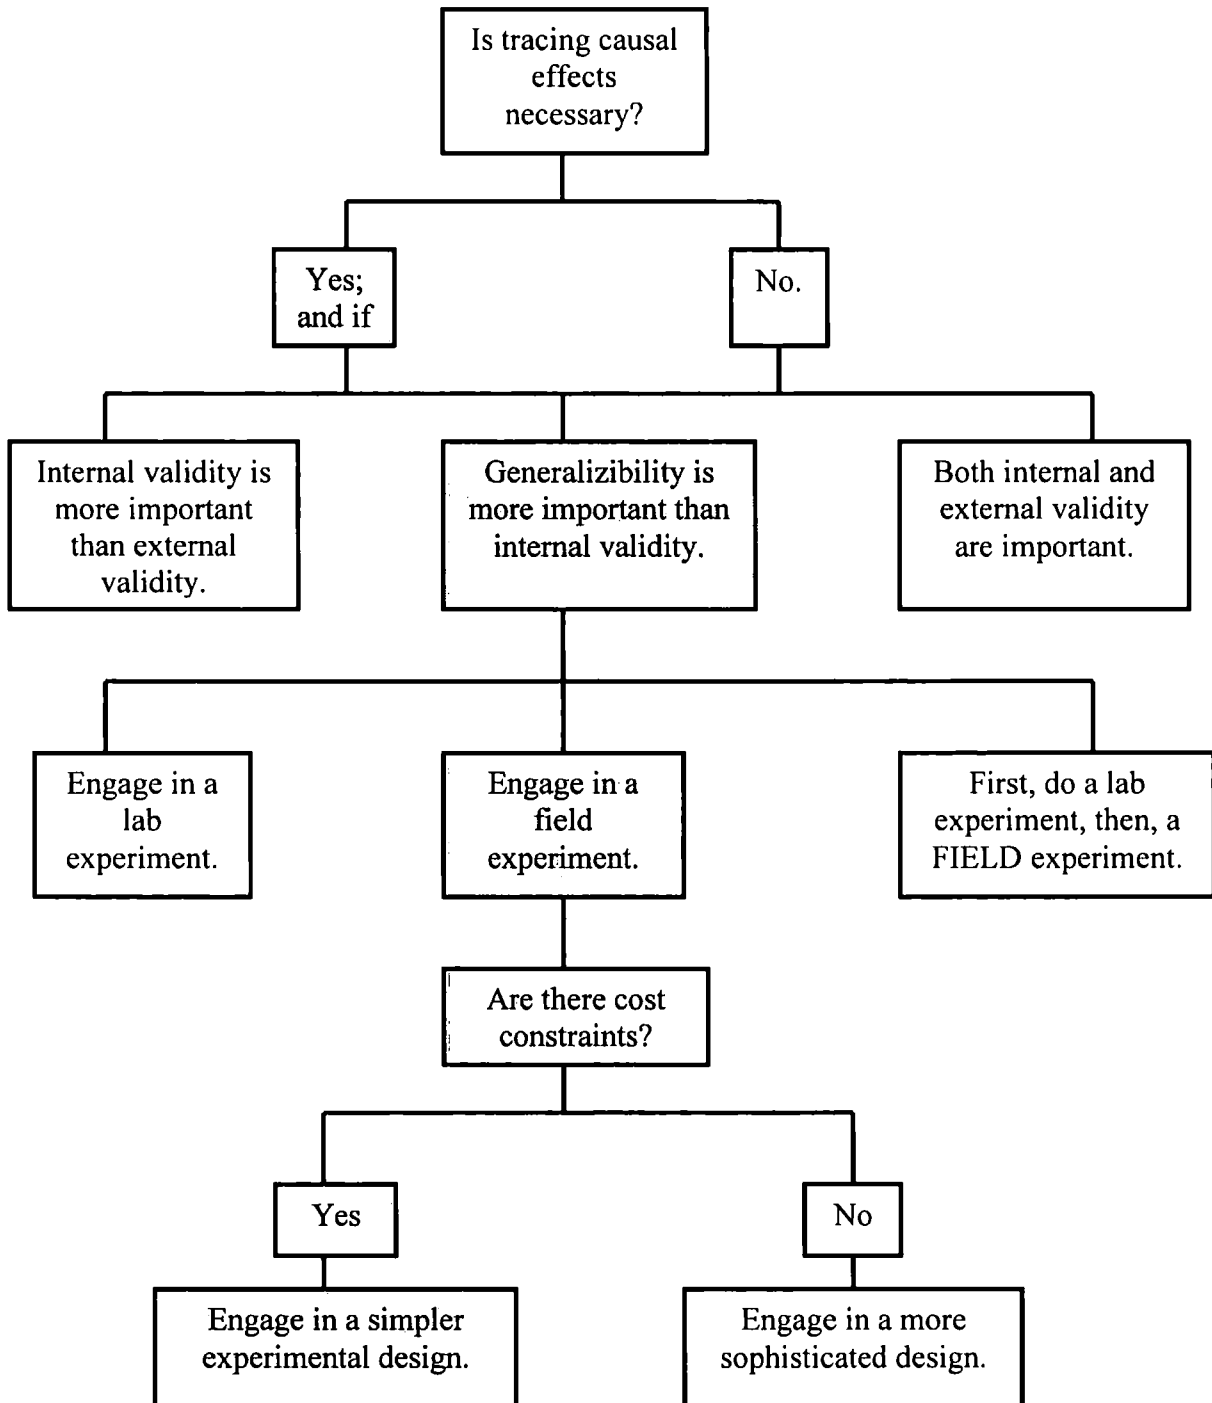 Is tracing causal
effects
necessary?
Yes;
and if
No.
Internal validity is
more important
than external
validity.
Generalizibility is
more important than
internal validity.
Both internal and
external validity
are important.
Engage in a
lab
experiment.
Engage in a
field
experiment.
First, do a lab
experiment, then, a
FIELD experiment.
Are there cost
constraints?
Yes
No
Engage in a simpler
experimental design.
Engage in a more
sophisticated design.